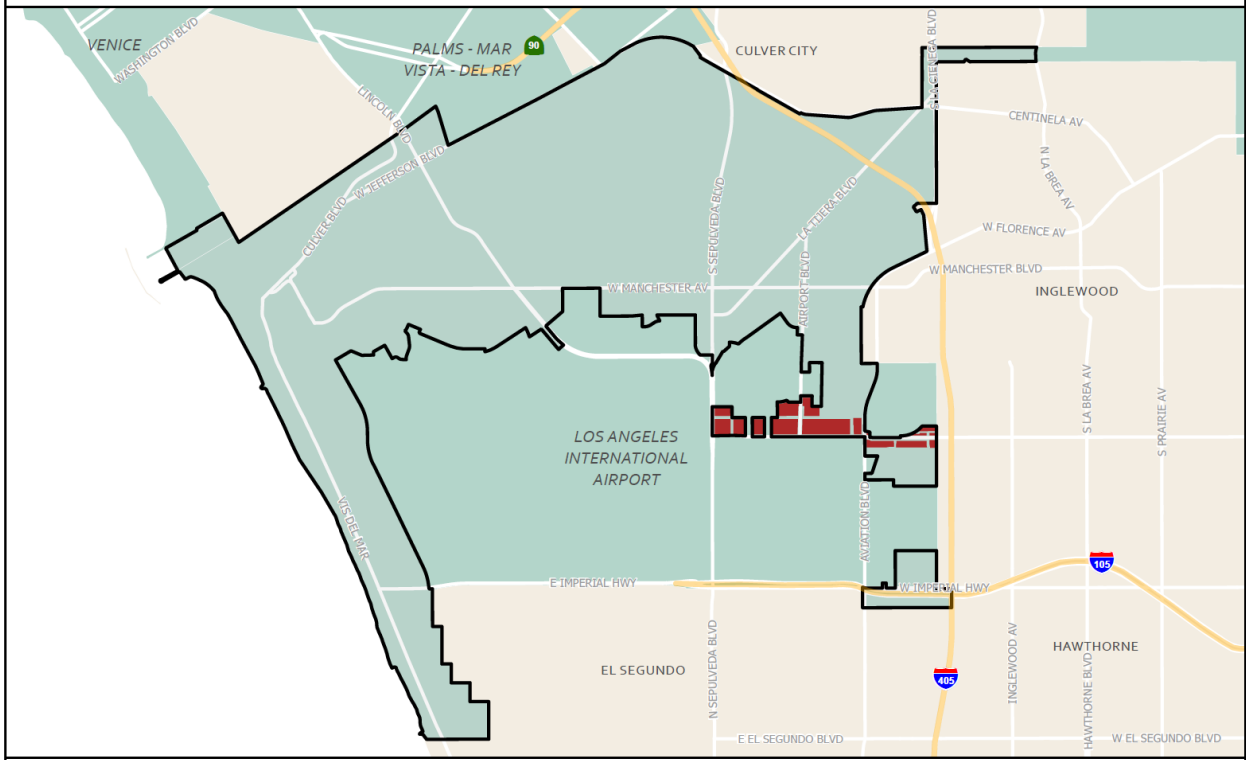 VENICE
WASHINGTON BLVD
PALMS - MAR
VISTA - DEL REY
90
CULVER CITY
S LA CIENEGA BLVD
LINCOLN BLVD
CENTINELA AV
W JEFFERSON BLVD
N LA BREA AV
CULVER BLVD
S SEPULVEDA BLVD
LA TIJERA BLVD
W FLORENCE AV
W MANCHESTER AV
AIRPORT BLVD
W MANCHESTER BLVD
INGLEWOOD
LOS ANGELES
INTERNATIONAL
AIRPORT
S LA BREA AV
S PRAIRIE AV
VIS DEL MAR
AVIATION BLVD
E IMPERIAL HWY
W IMPERIAL HWY
105
EL SEGUNDO
N SEPULVEDA BLVD
405
INGLEWOOD AV
HAWTHORNE
HAWTHORNE BLVD
E EL SEGUNDO BLVD
W EL SEGUNDO BLVD